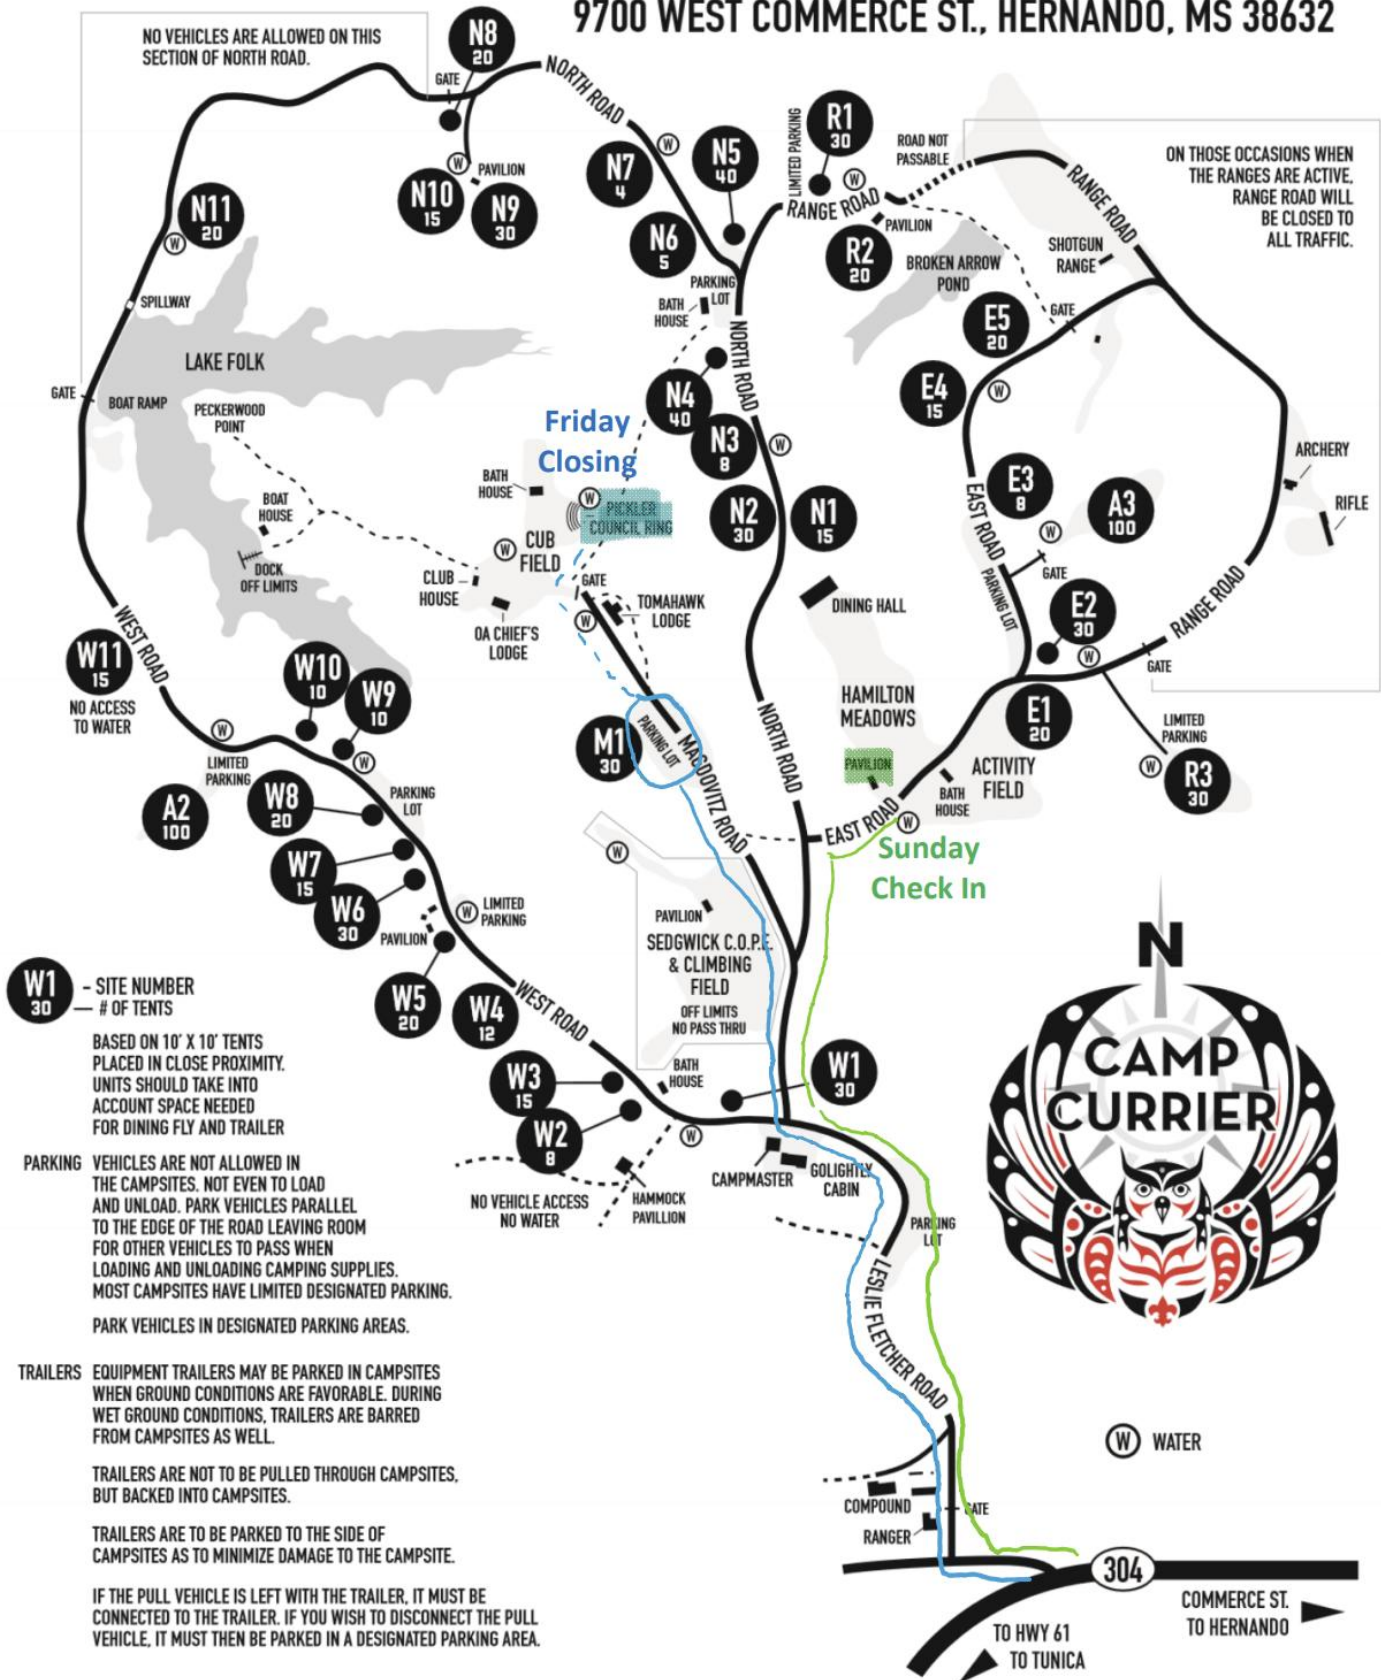 9700 WEST COMMERCE ST., HERNANDO, MS 38632
NO VEHICLES ARE ALLOWED ON THIS
SECTION OF NORTH ROAD.
N8
20
GATE
NORTH ROAD
W
PAVILION
N10
15
N9
30
N7
4
W
N5
40
N6
5
LIMITED PARKING
R1
30
W
RANGE ROAD
ROAD NOT
PASSABLE
PAVILION
R2
20
RANGE ROAD
ON THOSE OCCASIONS WHEN
THE RANGES ARE ACTIVE,
RANGE ROAD WILL
BE CLOSED TO
ALL TRAFFIC.
SHOTGUN
RANGE
BROKEN ARROW
POND
GATE
N11
20
W
SPILLWAY
LAKE FOLK
GATE
BOAT RAMP
PECKERWOOD
POINT
PARKING
LOT
BATH
HOUSE
NORTH ROAD
N4
40
N3
8
W
E5
20
E4
15
W
Friday
Closing
BATH
HOUSE
W
PICKLER
COUNCIL RING
CUB
FIELD
W
BOAT
HOUSE
DOCK
OFF LIMITS
CLUB
HOUSE
OA CHIEF'S
LODGE
GATE
W
TOMAHAWK
LODGE
N2
30
N1
15
DINING HALL
EAST ROAD
E3
8
A3
100
W
GATE
PARKING LOT
ARCHERY
RIFLE
E2
30
W
RANGE ROAD
GATE
WEST ROAD
W11
15
NO ACCESS
TO WATER
W10
10
W9
10
W
LIMITED
PARKING
W
A2
100
W8
20
PARKING
LOT
W7
15
W6
30
M1
30
PARKING LOT
MAGDOVITZ ROAD
NORTH ROAD
HAMILTON
MEADOWS
PAVILION
E1
20
ACTIVITY
FIELD
BATH
HOUSE
LIMITED
PARKING
W
R3
30
EAST ROAD
W
Sunday
Check In
W
PAVILION
SEDGWICK C.O.P.E.
& CLIMBING
FIELD
OFF LIMITS
NO PASS THRU
W
LIMITED
PARKING
PAVILION
W5
20
W4
12
WEST ROAD
W1
30
- SITE NUMBER
— # OF TENTS
BASED ON 10' X 10' TENTS
PLACED IN CLOSE PROXIMITY.
UNITS SHOULD TAKE INTO
ACCOUNT SPACE NEEDED
FOR DINING FLY AND TRAILER
W3
15
W2
8
BATH
HOUSE
W
W1
30
CAMPMASTER
GOLIGHTLY
CABIN
NO VEHICLE ACCESS
NO WATER
HAMMOCK
PAVILLION
PARKING
LOT
LESLIE FLETCHER ROAD
N
CAMP
CURRIER
PARKING VEHICLES ARE NOT ALLOWED IN
THE CAMPSITES. NOT EVEN TO LOAD
AND UNLOAD. PARK VEHICLES PARALLEL
TO THE EDGE OF THE ROAD LEAVING ROOM
FOR OTHER VEHICLES TO PASS WHEN
LOADING AND UNLOADING CAMPING SUPPLIES.
MOST CAMPSITES HAVE LIMITED DESIGNATED PARKING.
PARK VEHICLES IN DESIGNATED PARKING AREAS.
TRAILERS EQUIPMENT TRAILERS MAY BE PARKED IN CAMPSITES
WHEN GROUND CONDITIONS ARE FAVORABLE. DURING
WET GROUND CONDITIONS, TRAILERS ARE BARRED
FROM CAMPSITES AS WELL.
TRAILERS ARE NOT TO BE PULLED THROUGH CAMPSITES,
BUT BACKED INTO CAMPSITES.
TRAILERS ARE TO BE PARKED TO THE SIDE OF
CAMPSITES AS TO MINIMIZE DAMAGE TO THE CAMPSITE.
IF THE PULL VEHICLE IS LEFT WITH THE TRAILER, IT MUST BE
CONNECTED TO THE TRAILER. IF YOU WISH TO DISCONNECT THE PULL
VEHICLE, IT MUST THEN BE PARKED IN A DESIGNATED PARKING AREA.
W WATER
COMPOUND
RANGER
GATE
304
COMMERCE ST.
TO HERNANDO
TO HWY 61
TO TUNICA